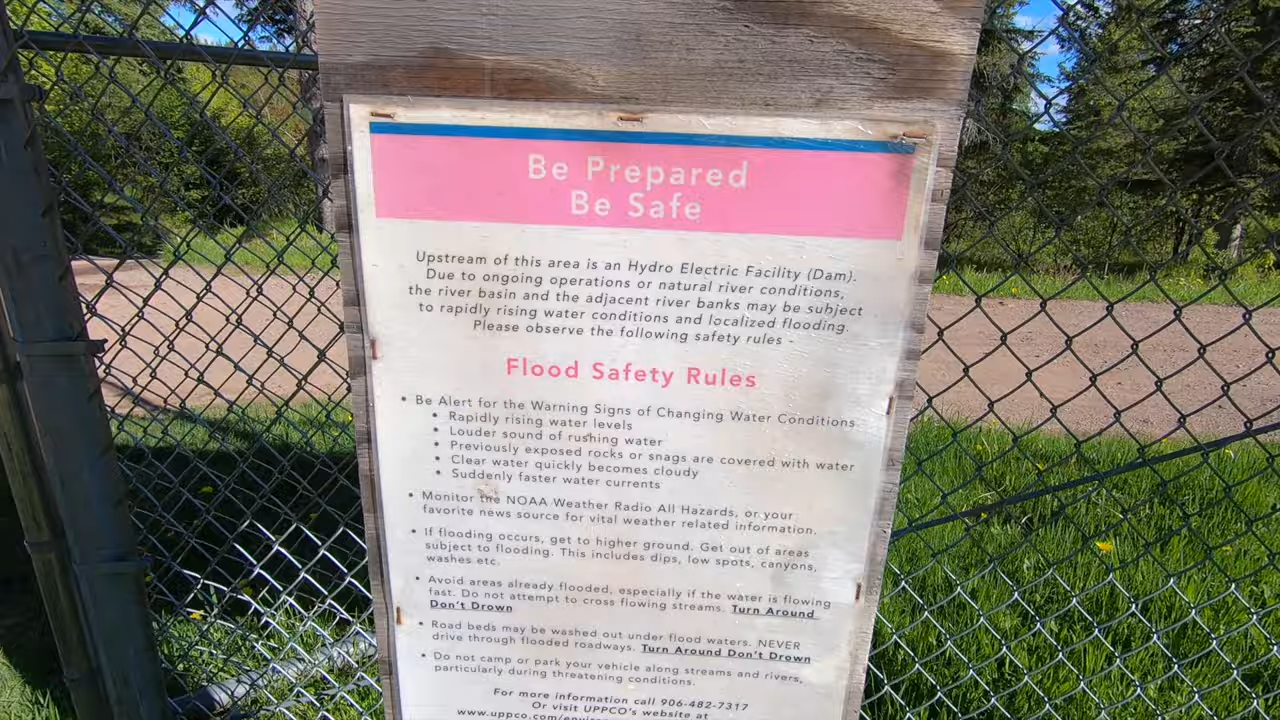 Be Prepared
Be Safe
Upstream of this area is an Hydro Electric Facility (Dam).
Due to ongoing operations or natural river conditions,
the river basin and the adjacent river banks may be subject
to rapidly rising water conditions and localized flooding.
Please observe the following safety rules -
Flood Safety Rules
• Be Alert for the Warning Signs of Changing Water Conditions.
• Rapidly rising water levels
• Louder sound of rushing water
• Previously exposed rocks or snags are covered with water
• Clear water quickly becomes cloudy
• Suddenly faster water currents
• Monitor the NOAA Weather Radio All Hazards, or your
favorite news source for vital weather related information.
• If flooding occurs, get to higher ground. Get out of areas
subject to flooding. This includes dips, low spots, canyons,
washes etc.
• Avoid areas already flooded, especially if the water is flowing
fast. Do not attempt to cross flowing streams. Turn Around
Don't Drown
• Road beds may be washed out under flood waters. NEVER
drive through flooded roadways. Turn Around Don't Drown
• Do not camp or park your vehicle along streams and rivers,
particularly during threatening conditions.
For more information call 906-482-7317
Or visit UPPCO's website at